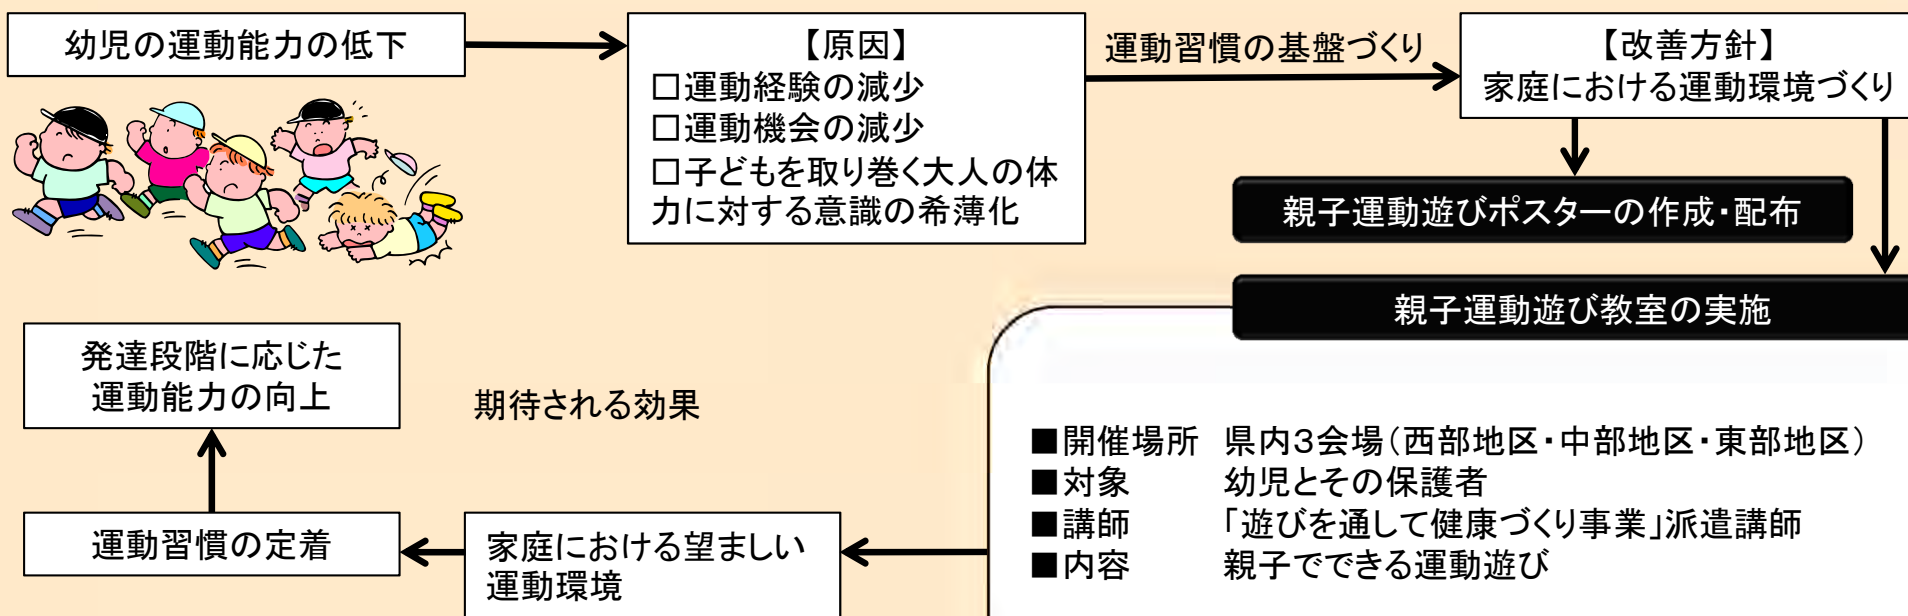 幼児の運動能力の低下
【原因】
□運動経験の減少
□運動機会の減少
□子どもを取り巻く大人の体
力に対する意識の希薄化
運動習慣の基盤づくり
【改善方針】
家庭における運動環境づくり
親子運動遊びポスターの作成・配布
親子運動遊び教室の実施
■開催場所 県内3会場(西部地区・中部地区・東部地区)
■対象 幼児とその保護者
■講師 「遊びを通して健康づくり事業」派遣講師
■内容 親子でできる運動遊び
家庭における望ましい
運動環境
運動習慣の定着
発達段階に応じた
運動能力の向上
期待される効果